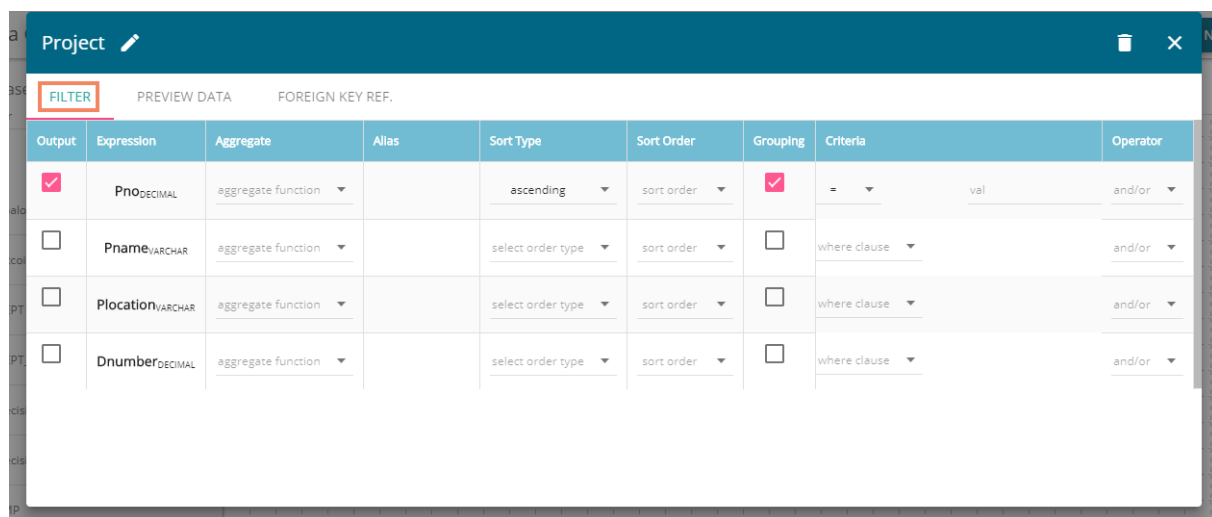 Project
FILTER PREVIEW DATA FOREIGN KEY REF.
Output Expression Aggregate Alias Sort Type Sort Order Grouping Criteria Operator
PnoDECIMAL aggregate function ascending sort order = val and/or
PnameVARCHAR aggregate function select order type sort order where clause and/or
PlocationVARCHAR aggregate function select order type sort order where clause and/or
DnumberDECIMAL aggregate function select order type sort order where clause and/or